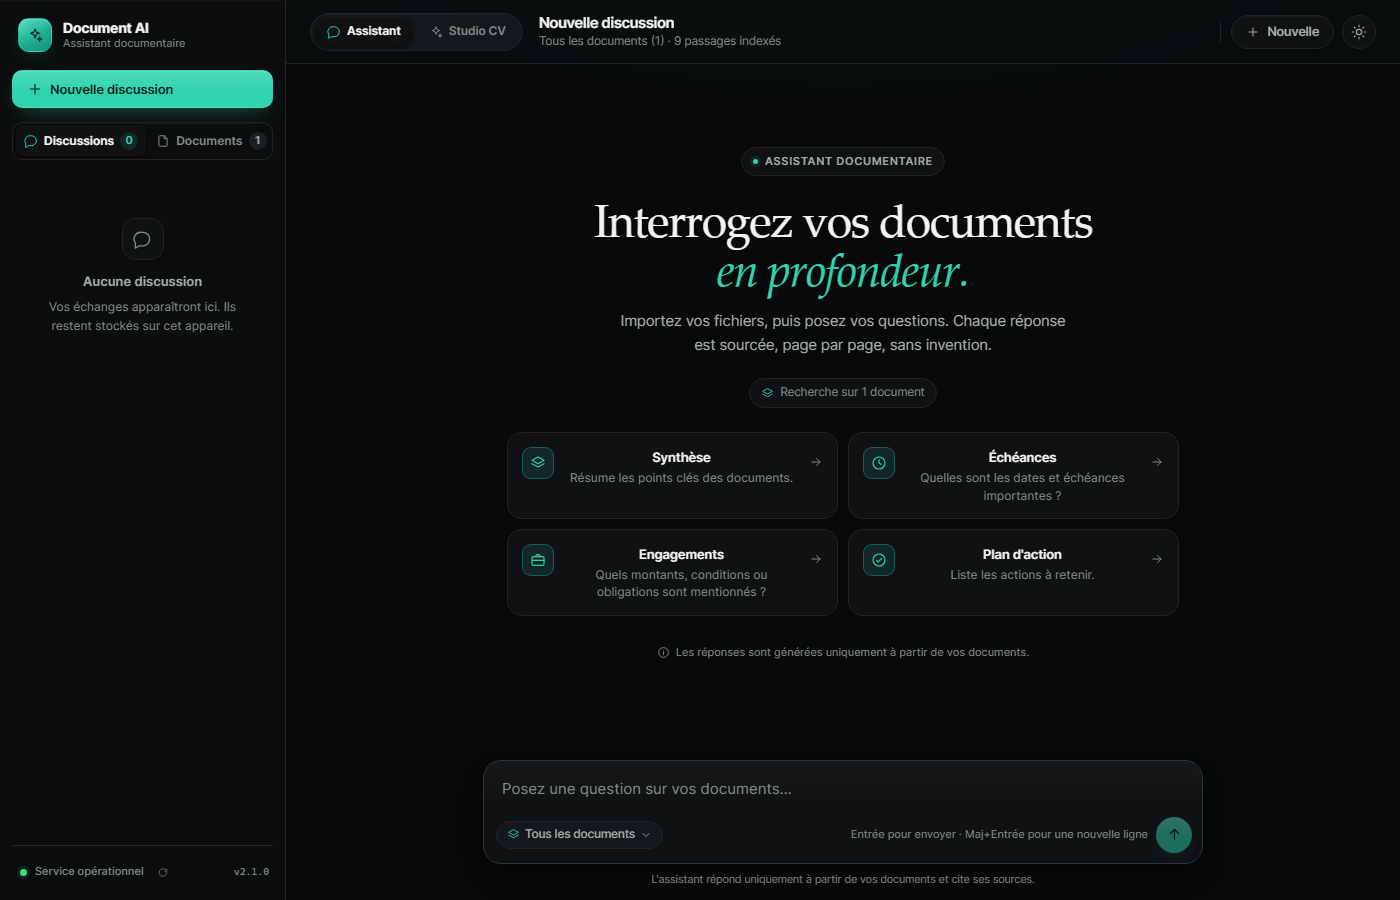 Document AI
Assistant documentaire
Nouvelle discussion
Discussions 0
Documents 1
Aucune discussion
Vos échanges apparaîtront ici. Ils
restent stockés sur cet appareil.
Service opérationnel
v2.1.0
Assistant
Studio CV
Nouvelle discussion
Tous les documents (1) · 9 passages indexés
Nouvelle
ASSISTANT DOCUMENTAIRE
Interrogez vos documents
en profondeur.
Importez vos fichiers, puis posez vos questions. Chaque réponse
est sourcée, page par page, sans invention.
Recherche sur 1 document
Synthèse
Résume les points clés des documents.
Échéances
Quelles sont les dates et échéances
importantes ?
Engagements
Quels montants, conditions ou
obligations sont mentionnés ?
Plan d'action
Liste les actions à retenir.
Les réponses sont générées uniquement à partir de vos documents.
Posez une question sur vos documents...
Tous les documents
Entrée pour envoyer · Maj+Entrée pour une nouvelle ligne
L'assistant répond uniquement à partir de vos documents et cite ses sources.